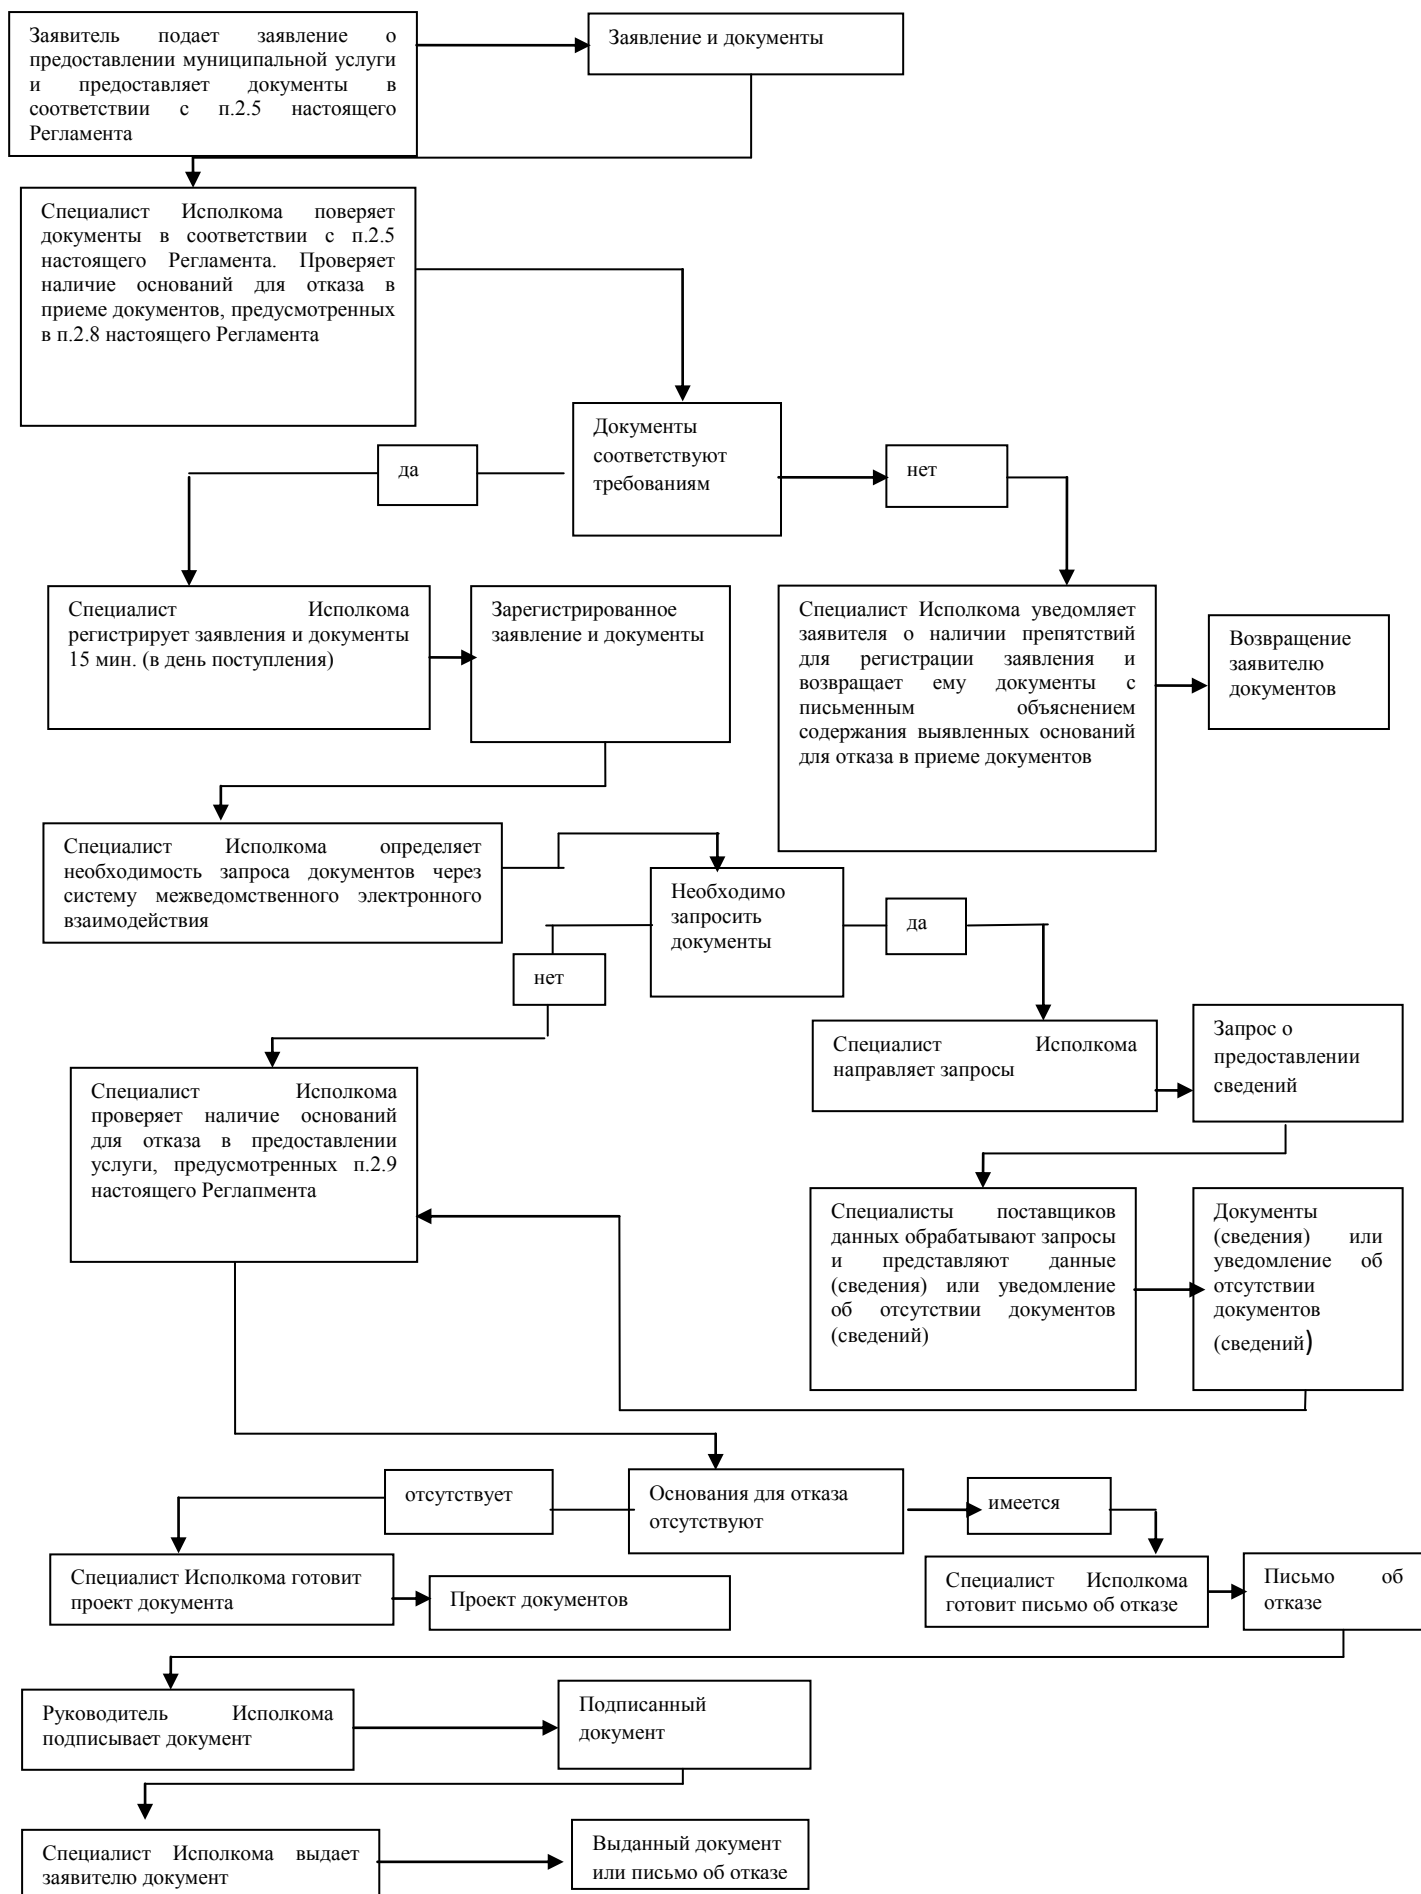 Заявитель подает заявление о
предоставлении муниципальной услуги
и предоставляет документы в
соответствии с п.2.5 настоящего
Регламента
Заявление и документы
Специалист Исполкома поверяет
документы в соответствии с п.2.5
настоящего Регламента. Проверяет
наличие оснований для отказа в
приеме документов, предусмотренных
в п.2.8 настоящего Регламента
Документы
соответствуют
требованиям
да
нет
Специалист Исполкома
регистрирует заявления и документы
15 мин. (в день поступления)
Зарегистрированное
заявление и документы
Специалист Исполкома уведомляет
заявителя о наличии препятствий
для регистрации заявления и
возвращает ему документы с
письменным объяснением
содержания выявленных оснований
для отказа в приеме документов
Возвращение
заявителю
документов
Специалист Исполкома определяет
необходимость запроса документов через
систему межведомственного электронного
взаимодействия
Необходимо
запросить
документы
да
нет
Специалист Исполкома
направляет запросы
Запрос о
предоставлении
сведений
Специалист Исполкома
проверяет наличие оснований
для отказа в предоставлении
услуги, предусмотренных п.2.9
настоящего Реглапмента
Специалисты поставщиков
данных обрабатывают запросы
и представляют данные
(сведения) или уведомление
об отсутствии документов
(сведений)
Документы
(сведения) или
уведомление об
отсутствии
документов
(сведений)
отсутствует
Основания для отказа
отсутствуют
имеется
Специалист Исполкома готовит
проект документа
Проект документов
Специалист Исполкома
готовит письмо об отказе
Письмо об
отказе
Руководитель Исполкома
подписывает документ
Подписанный
документ
Специалист Исполкома выдает
заявителю документ
Выданный документ
или письмо об отказе